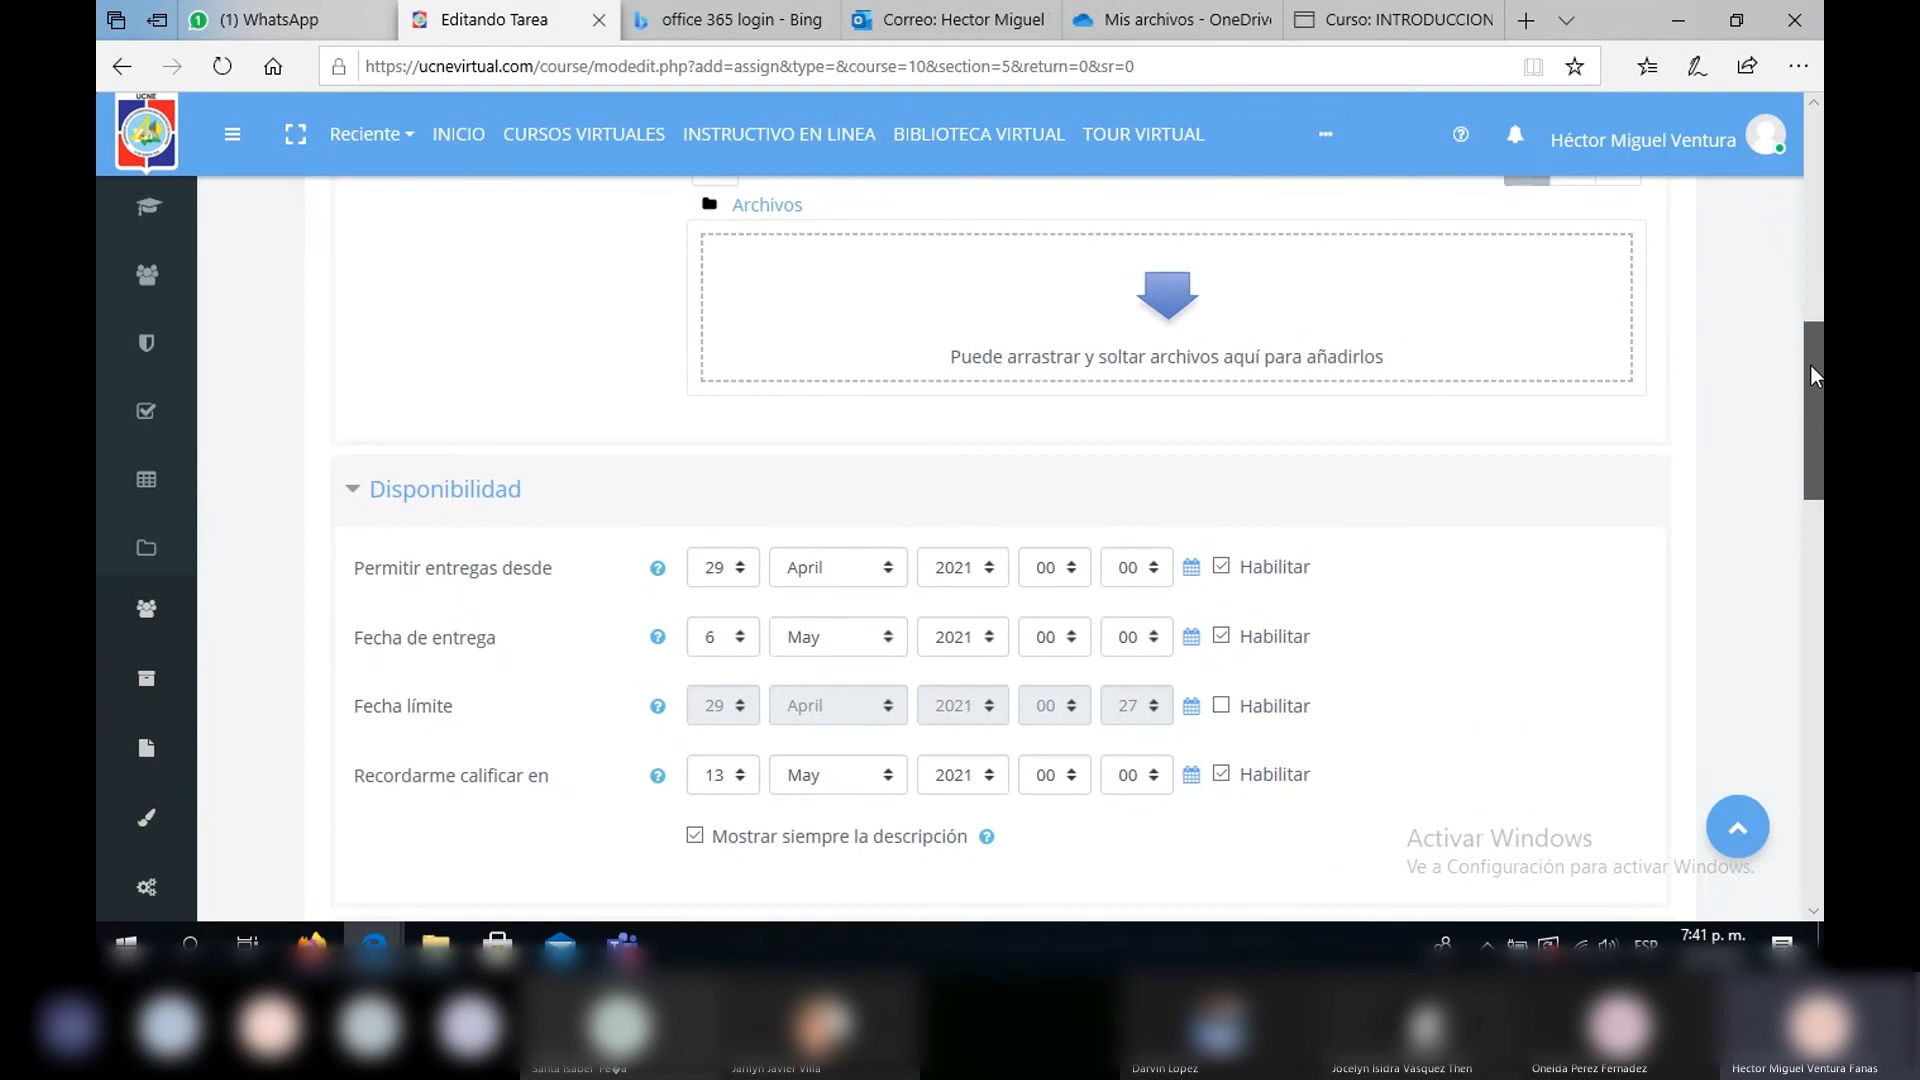 (1) WhatsApp
Editando Tarea
office 365 login - Bing
Correo: Hector Miguel
Mis archivos - OneDrive
Curso: INTRODUCCION
https://ucnevirtual.com/course/modedit.php?add=assign&type=&course=10&section=5&return=0&sr=0
UCNE
Reciente INICIO CURSOS VIRTUALES INSTRUCTIVO EN LINEA BIBLIOTECA VIRTUAL TOUR VIRTUAL
Héctor Miguel Ventura
Archivos
Puede arrastrar y soltar archivos aquí para añadirlos
Disponibilidad
Permitir entregas desde 29 April 2021 00 00 Habilitar
Fecha de entrega 6 May 2021 00 00 Habilitar
Fecha límite 29 April 2021 00 27 Habilitar
Recordarme calificar en 13 May 2021 00 00 Habilitar
Mostrar siempre la descripción
Activar Windows
Ve a Configuración para activar Windows.
ESP
7:41 p. m.
Darvin Lopez
Jocelyn Isidra Vasquez Then
Oneida Perez Fernadez
Hector Miguel Ventura Fanas